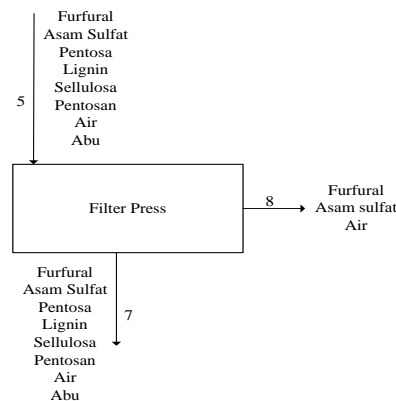 Furfural
Asam Sulfat
Pentosa
Lignin
Sellulosa
Pentosan
Air
Abu
5
Filter Press
8
Furfural
Asam sulfat
Air
Furfural
Asam Sulfat
Pentosa
Lignin
Sellulosa
Pentosan
Air
Abu
7